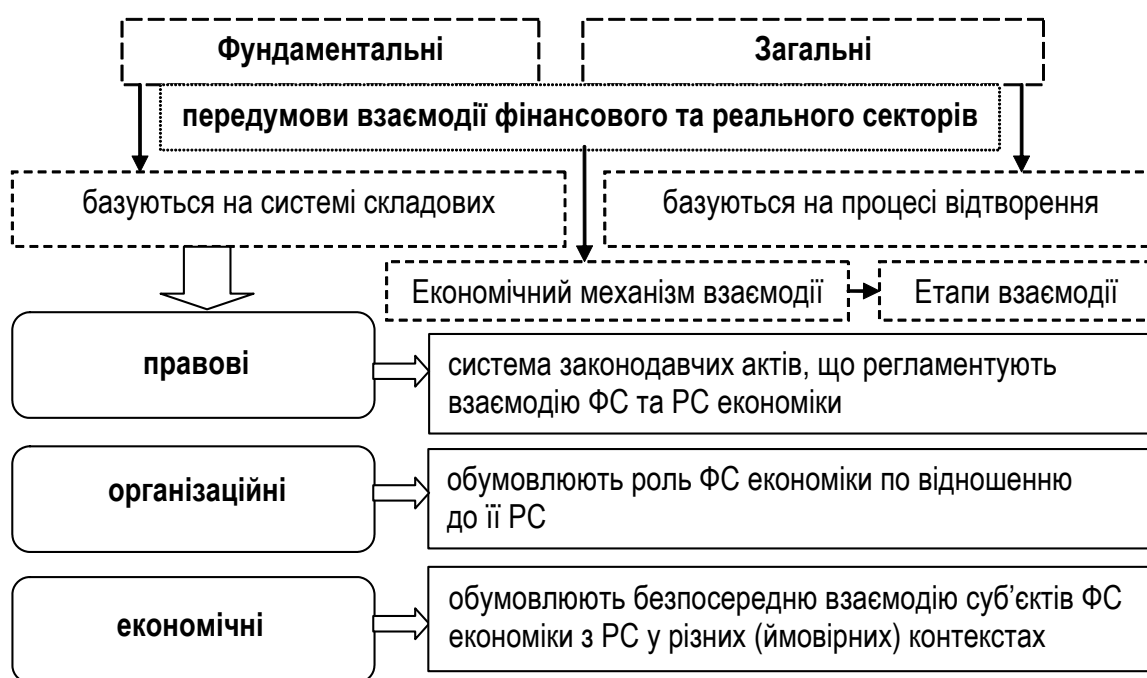 Фундаментальні
Загальні
передумови взаємодії фінансового та реального секторів
базуються на системі складових
базуються на процесі відтворення
Економічний механізм взаємодії
Етапи взаємодії
правові
система законодавчих актів, що регламентують
взаємодію ФС та РС економіки
організаційні
обумовлюють роль ФС економіки по відношенню
до її РС
економічні
обумовлюють безпосередню взаємодію суб’єктів ФС
економіки з РС у різних (ймовірних) контекстах